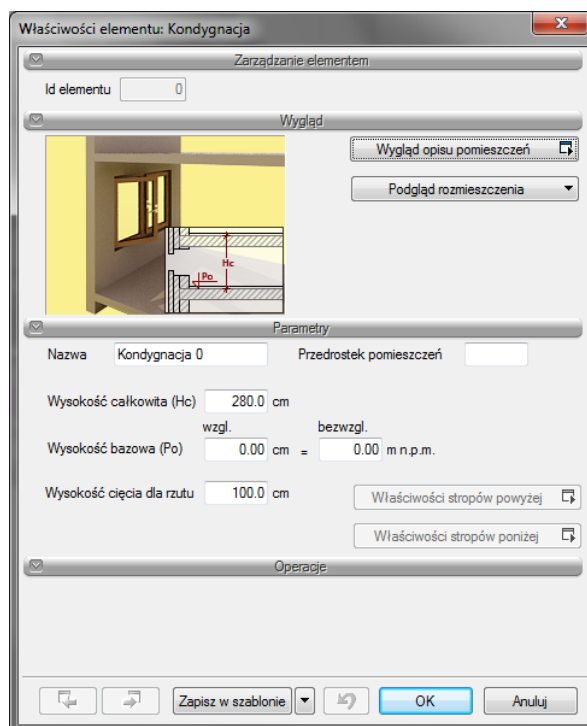 Właściwości elementu: Kondygnacja
Zarządzanie elementem
Id elementu 0
Wygląd
Wygląd opisu pomieszczeń
Podgląd rozmieszczenia
Hc
Po
Parametry
Nazwa Kondygnacja 0 Przedrostek pomieszczeń
Wysokość całkowita (Hc) 280.0 cm
wzgl. bezwzgl.
Wysokość bazowa (Po) 0.00 cm = 0.00 m n.p.m.
Wysokość cięcia dla rzutu 100.0 cm
Właściwości stropów powyżej
Właściwości stropów poniżej
Operacje
Zapisz w szablonie OK Anuluj